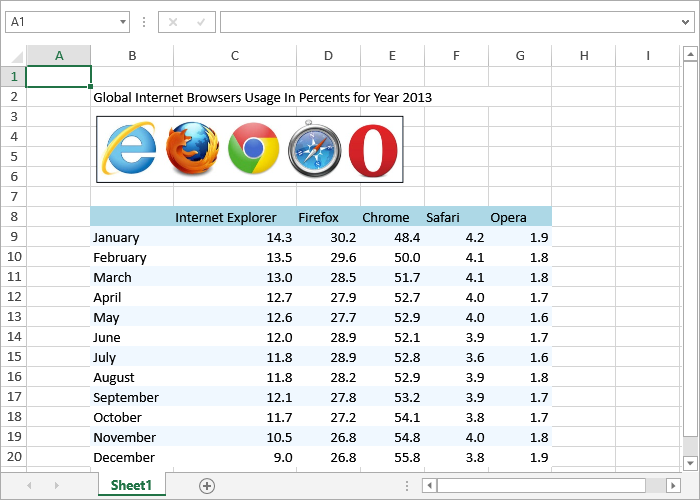 A1
A B C D E F G H I
1
2 Global Internet Browsers Usage In Percents for Year 2013
3
4
5
6
7
8 Internet Explorer Firefox Chrome Safari Opera
9 January 14.3 30.2 48.4 4.2 1.9
10 February 13.5 29.6 50.0 4.1 1.8
11 March 13.0 28.5 51.7 4.1 1.8
12 April 12.7 27.9 52.7 4.0 1.7
13 May 12.6 27.7 52.9 4.0 1.6
14 June 12.0 28.9 52.1 3.9 1.7
15 July 11.8 28.9 52.8 3.6 1.6
16 August 11.8 28.2 52.9 3.9 1.8
17 September 12.1 27.8 53.2 3.9 1.7
18 October 11.7 27.2 54.1 3.8 1.7
19 November 10.5 26.8 54.8 4.0 1.8
20 December 9.0 26.8 55.8 3.8 1.9
Sheet1